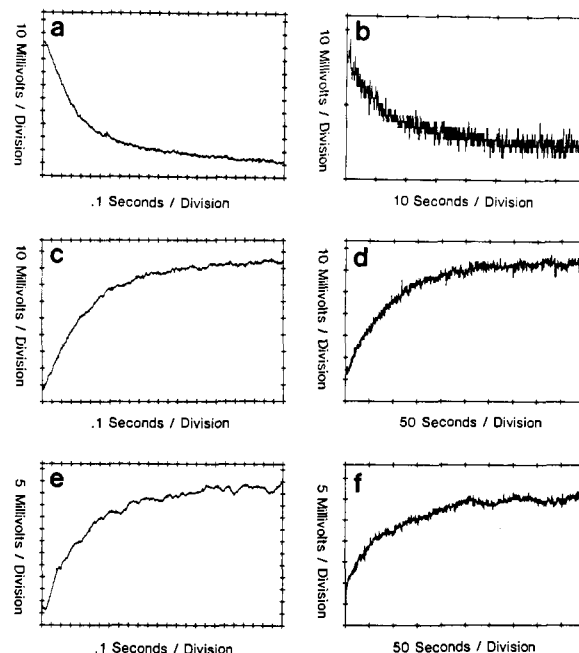 a
10 Millivolts / Division
.1 Seconds / Division
b
10 Millivolts / Division
10 Seconds / Division
c
10 Millivolts / Division
.1 Seconds / Division
d
10 Millivolts / Division
50 Seconds / Division
e
5 Millivolts / Division
.1 Seconds / Division
f
5 Millivolts / Division
50 Seconds / Division